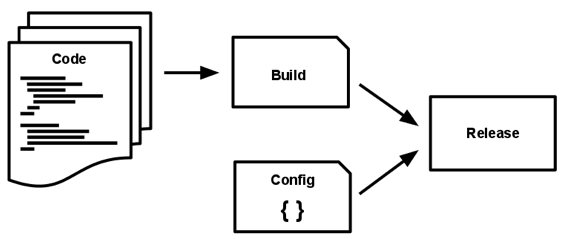 Code
Build
Config
{ }
Release